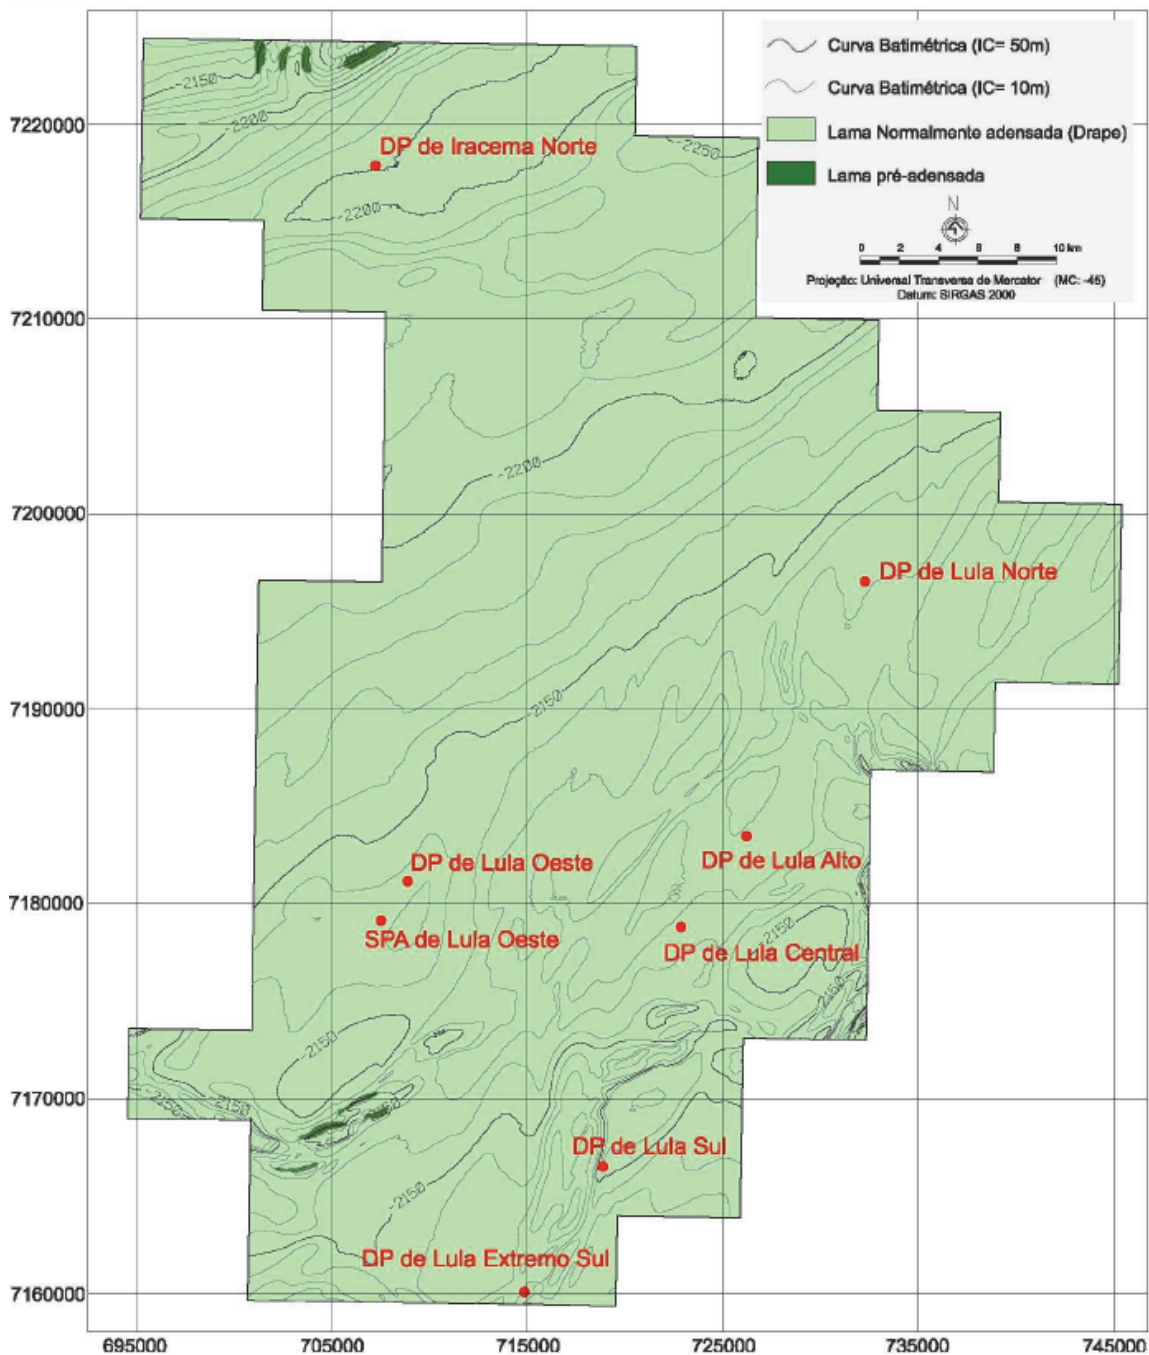 Curva Batimétrica (IC= 50m)
Curva Batimétrica (IC= 10m)
Lama Normalmente adensada (Drape)
Lama pré-adensada
N
0 2 4 6 8 10 km
Projeção: Universal Transversa de Mercator (MC: -45)
Datum: SIRGAS 2000
-2150
-2200
7220000
DP de Iracema Norte
-2250
-2200
7210000
-2200
7200000
DP de Lula Norte
7190000
-2150
DP de Lula Oeste
DP de Lula Alto
7180000
SPA de Lula Oeste
DP de Lula Central
-2150
-2150
-2150
7170000
-2150
-2150
DP de Lula Sul
-2150
DP de Lula Extremo Sul
7160000
695000 705000 715000 725000 735000 745000